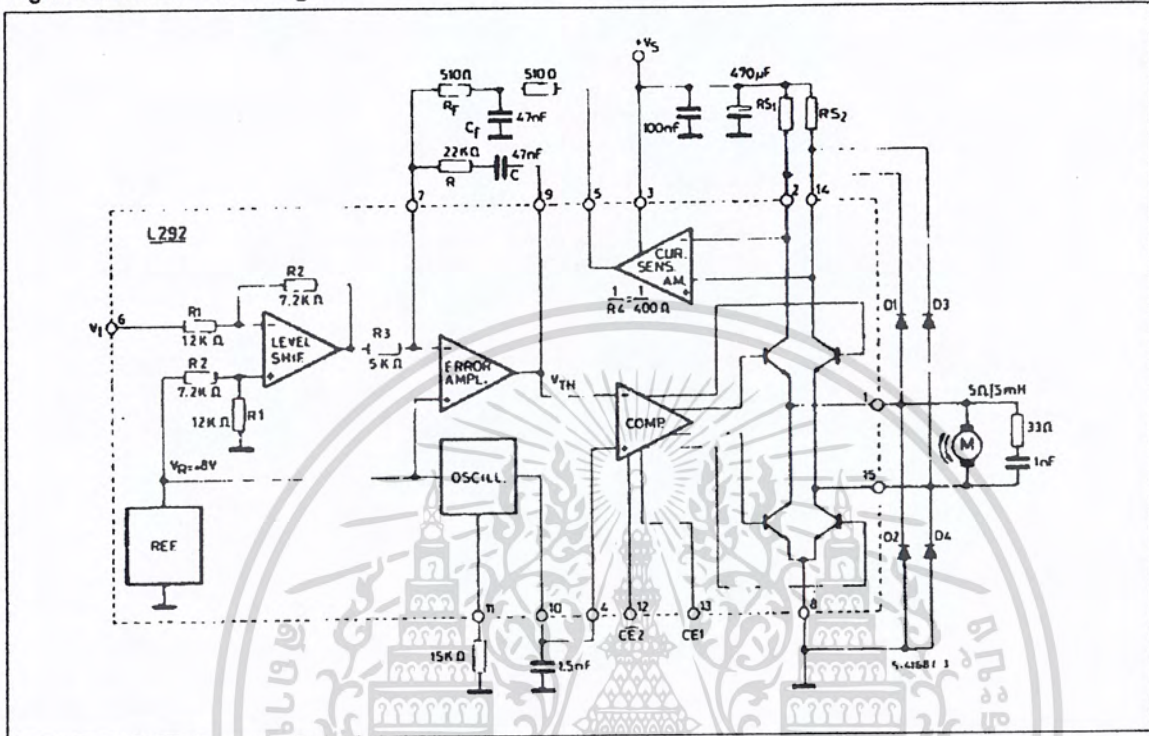 +VS
510Ω
510Ω
RF
Cf
47nF
470µF
100nF
RS1
RS2
22KΩ
47nF
R
C
7
9
5
3
2
14
L292
R2
7.2KΩ
CUR.
SENS.
AM.
1/R4 = 1/400Ω
VI
6
R1
12KΩ
LEVEL
SHIF.
R3
5KΩ
ERROR
AMPL.
VTH
D1
D3
R2
7.2KΩ
R1
12KΩ
COMP.
1
5Ω/5mH
33Ω
M
1nF
VR=+8V
OSCILL.
15
REF
D2
D4
11
10
4
12
13
8
CE2
CE1
15KΩ
1.5nF